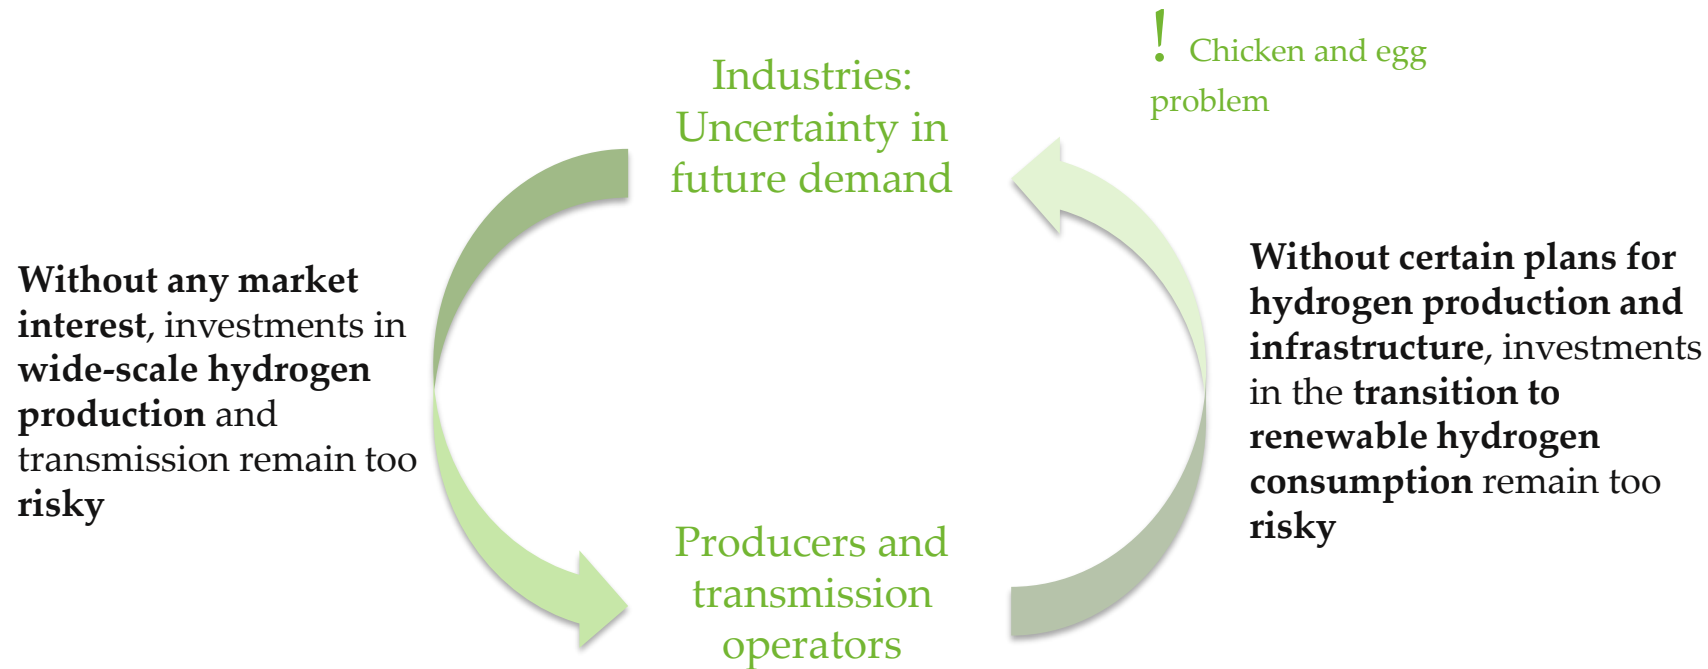 ! Chicken and egg
problem
Industries:
Uncertainty in
future demand
Without any market
interest, investments in
wide-scale hydrogen
production and
transmission remain too
risky
Without certain plans for
hydrogen production and
infrastructure, investments
in the transition to
renewable hydrogen
consumption remain too
risky
Producers and
transmission
operators